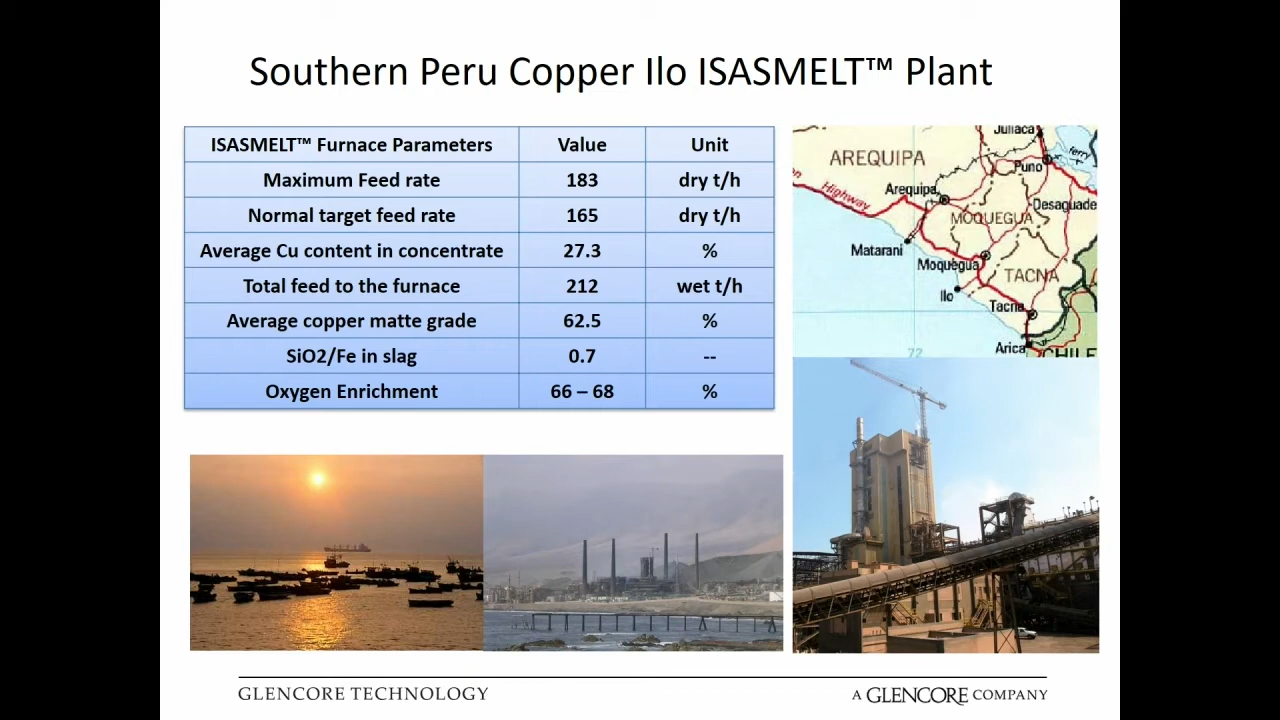 Southern Peru Copper Ilo ISASMELT™ Plant
ISASMELT™ Furnace Parameters Value Unit
Maximum Feed rate 183 dry t/h
Normal target feed rate 165 dry t/h
Average Cu content in concentrate 27.3 %
Total feed to the furnace 212 wet t/h
Average copper matte grade 62.5 %
SiO2/Fe in slag 0.7 --
Oxygen Enrichment 66 – 68 %
Juliaca
AREQUIPA
ferry
Puno
Highway
Arequipa
Desaguade
MOQUEGUA
Matarani
Moquegua
TACNA
Ilo
Tacna
72
Arica
CHILE
GLENCORE TECHNOLOGY
A GLENCORE COMPANY